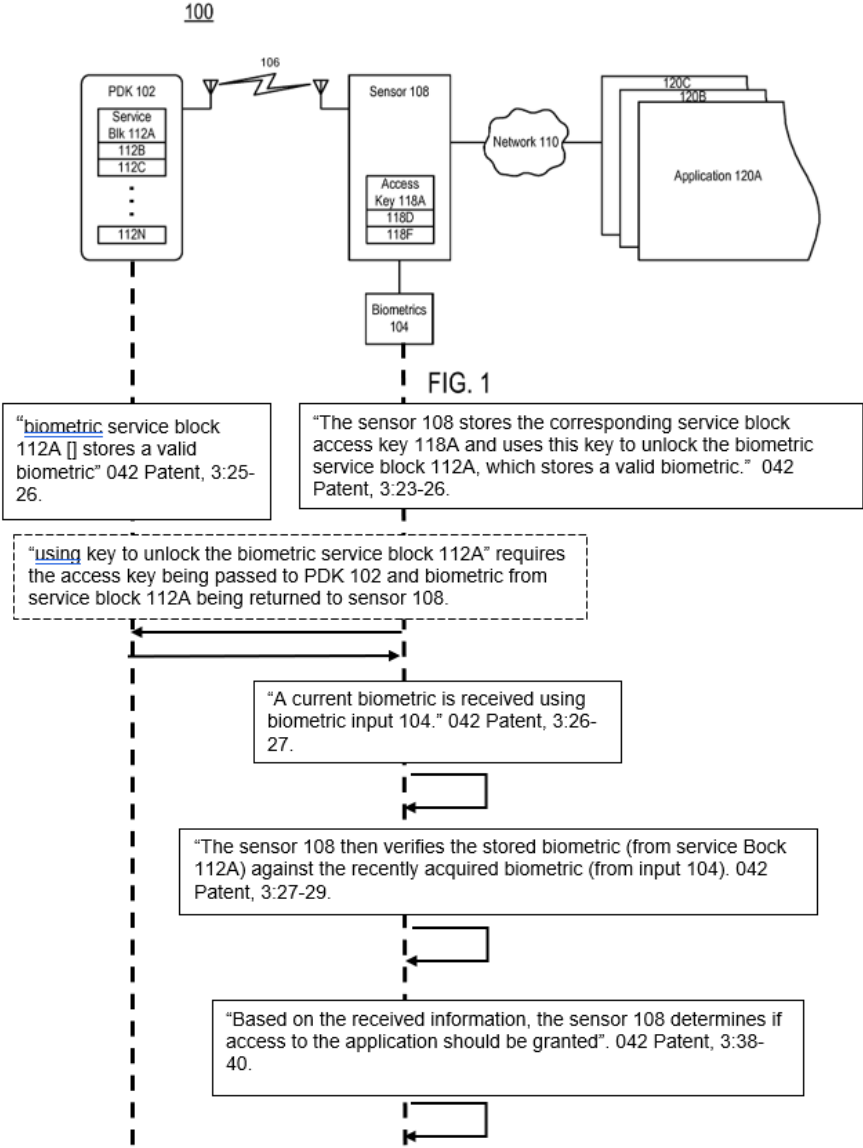 100
106
PDK 102
Service
Blk 112A
112B
112C
112N
Sensor 108
Access
Key 118A
118D
118F
Network 110
120C
120B
Application 120A
Biometrics
104
FIG. 1
“biometric service block
112A [] stores a valid
biometric” 042 Patent, 3:25-
26.
“The sensor 108 stores the corresponding service block
access key 118A and uses this key to unlock the biometric
service block 112A, which stores a valid biometric.”  042
Patent, 3:23-26.
“using key to unlock the biometric service block 112A” requires
the access key being passed to PDK 102 and biometric from
service block 112A being returned to sensor 108.
“A current biometric is received using
biometric input 104.” 042 Patent, 3:26-
27.
“The sensor 108 then verifies the stored biometric (from service Bock
112A) against the recently acquired biometric (from input 104). 042
Patent, 3:27-29.
“Based on the received information, the sensor 108 determines if
access to the application should be granted”. 042 Patent, 3:38-
40.